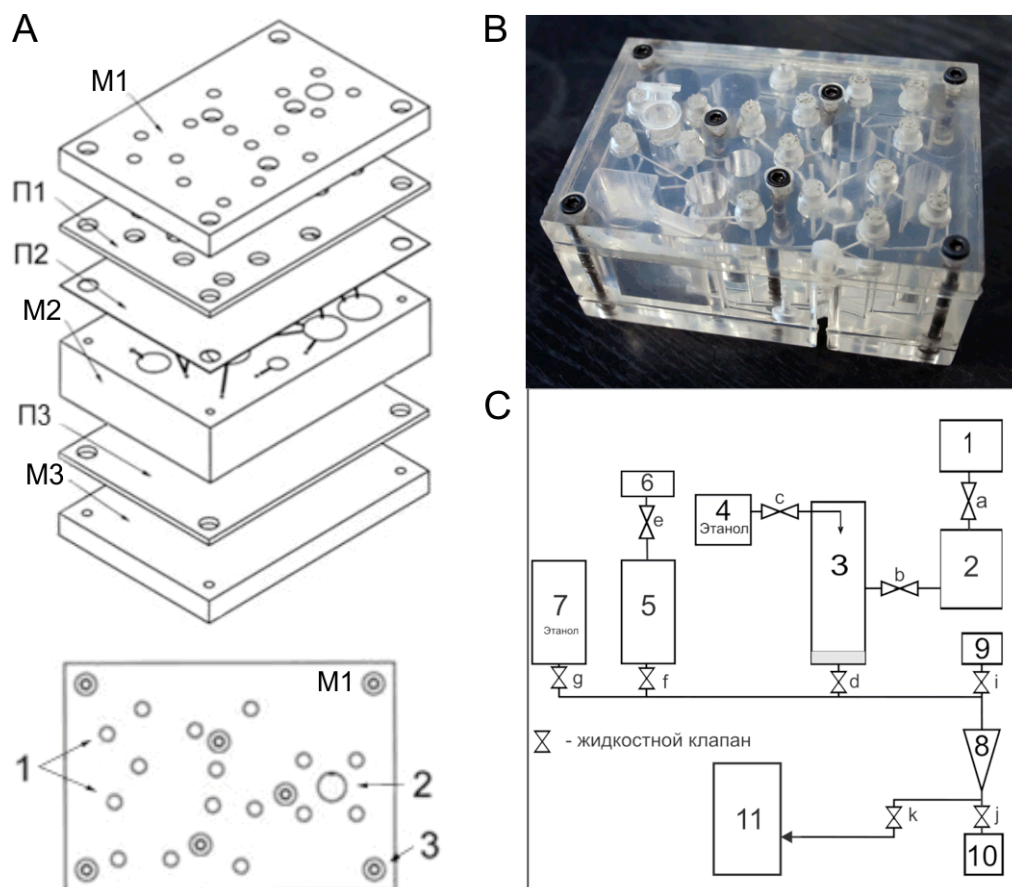 A
M1
П1
П2
M2
П3
M3
M1
1
2
3
B
C
1
a
6
e
4
Этанол
c
3
b
2
7
Этанол
5
g
f
d
9
i
- жидкостной клапан
8
11
k
j
10